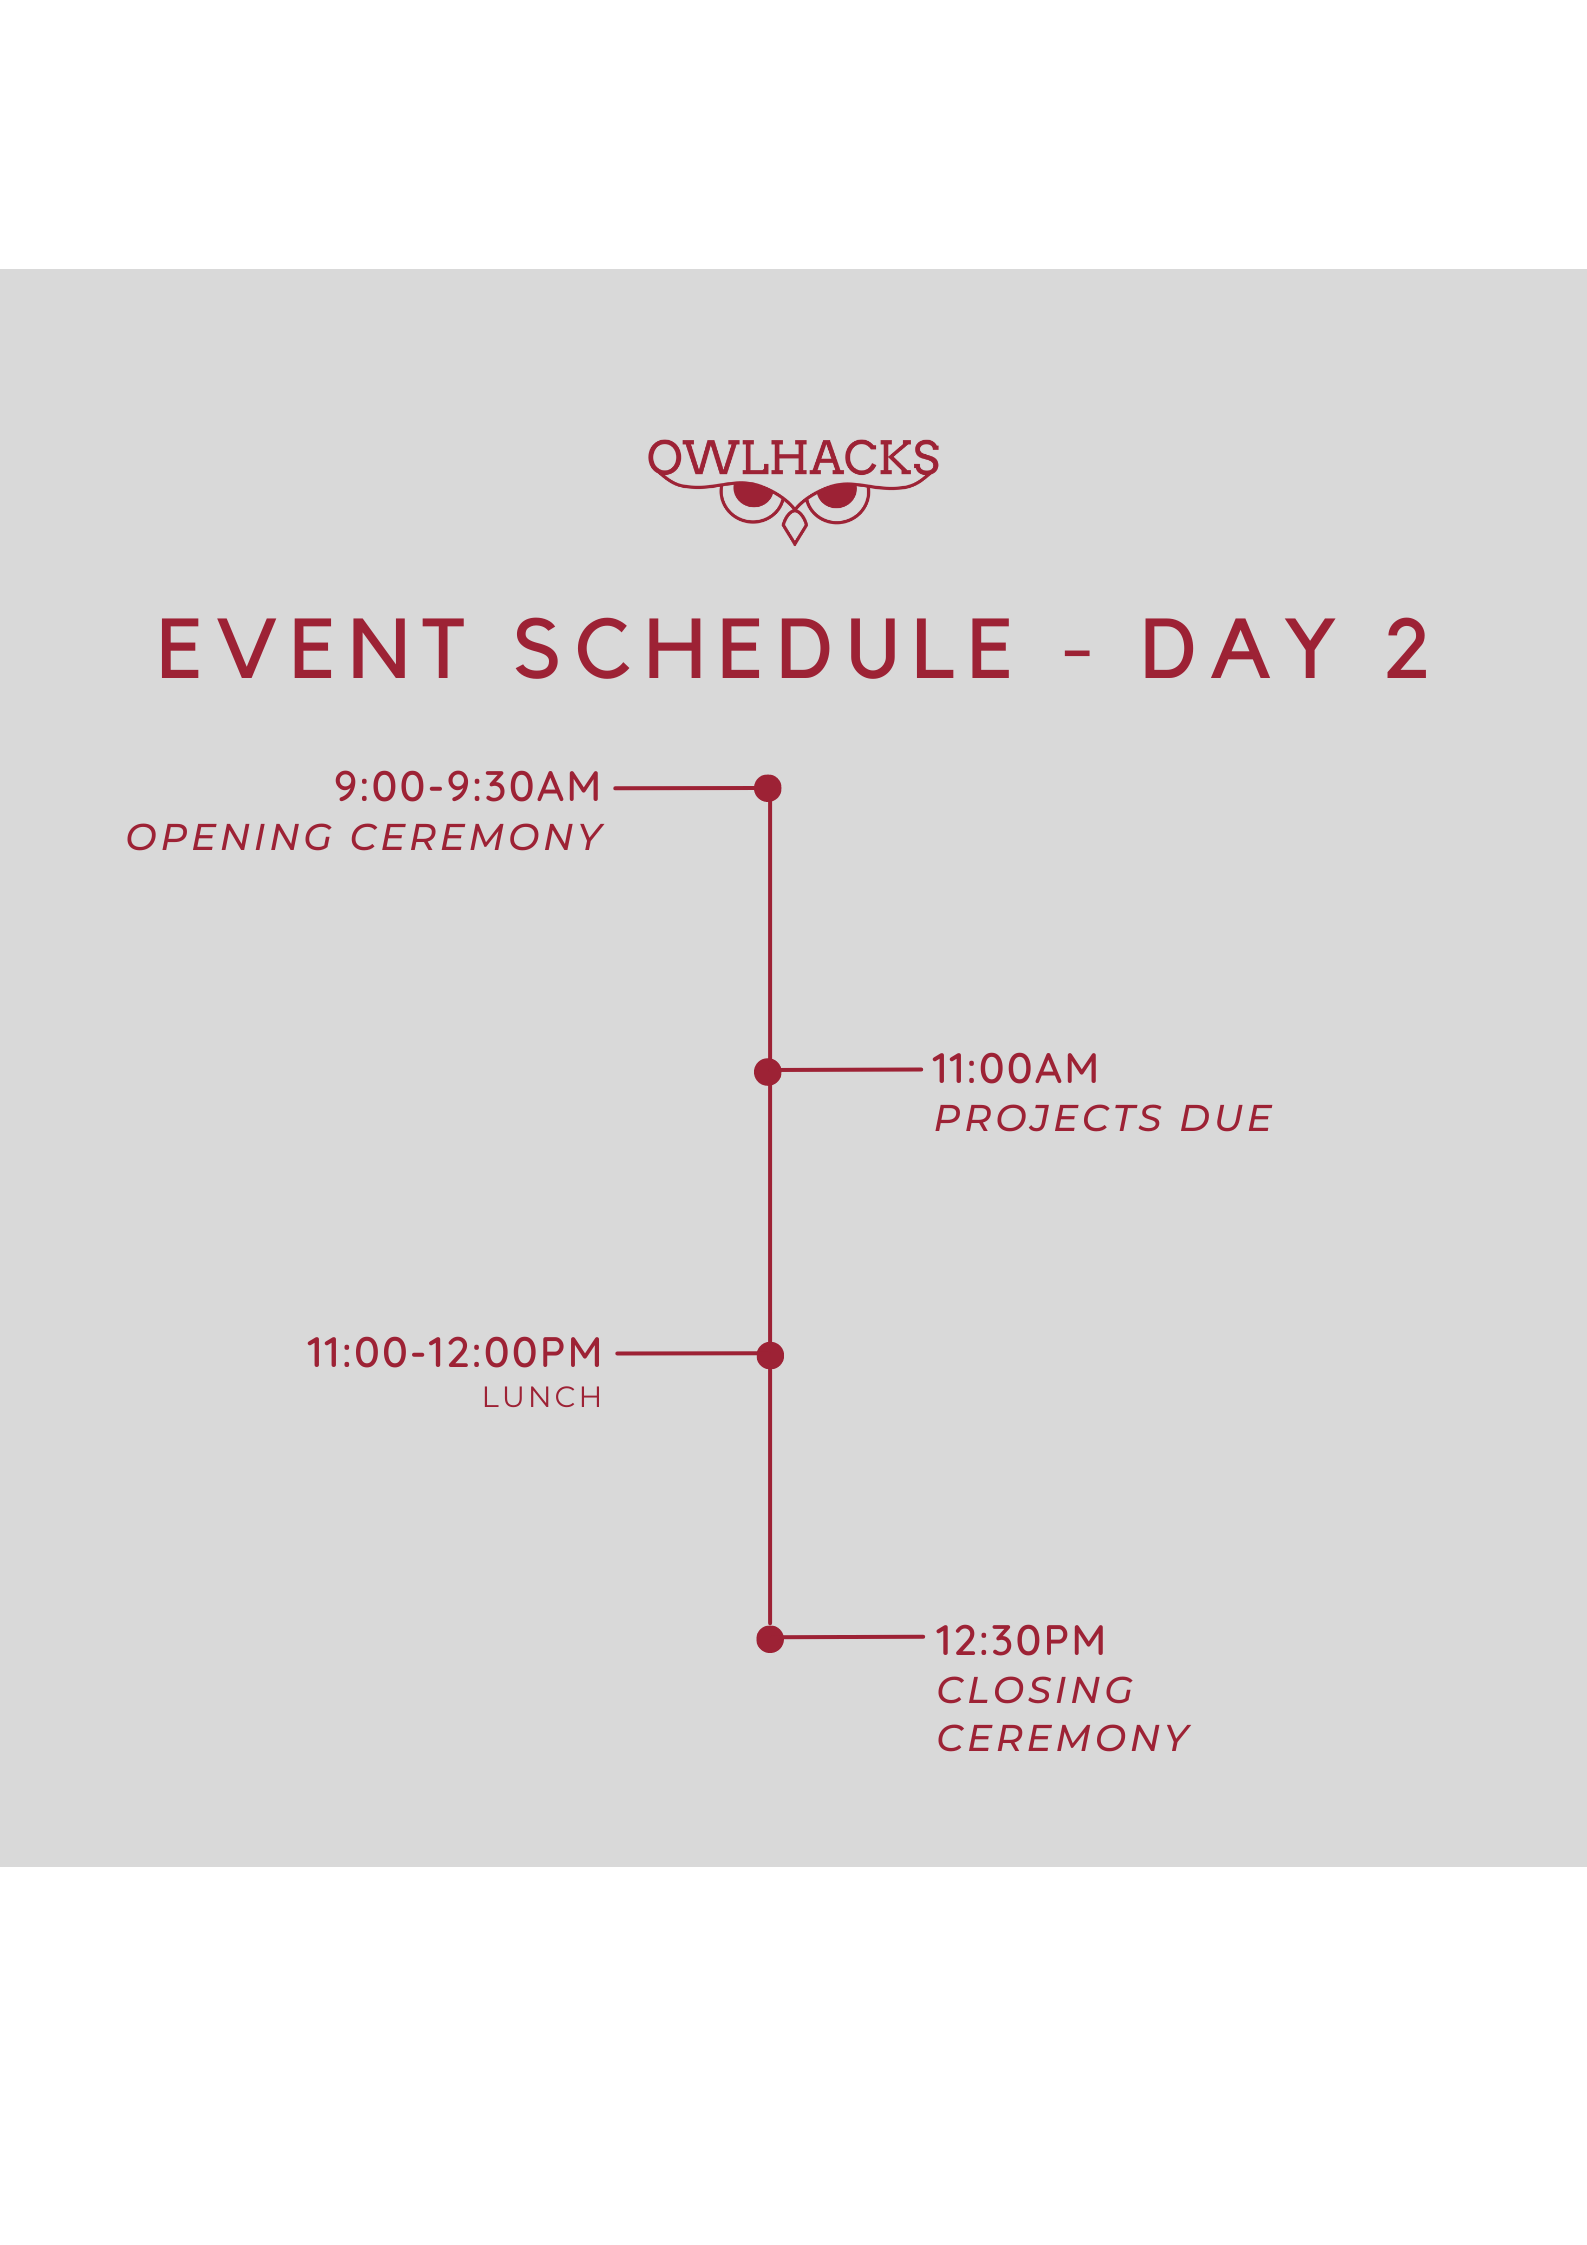 OWLHACKS
EVENT SCHEDULE - DAY 2
9:00-9:30AM
OPENING CEREMONY
11:00AM
PROJECTS DUE
11:00-12:00PM
LUNCH
12:30PM
CLOSING
CEREMONY